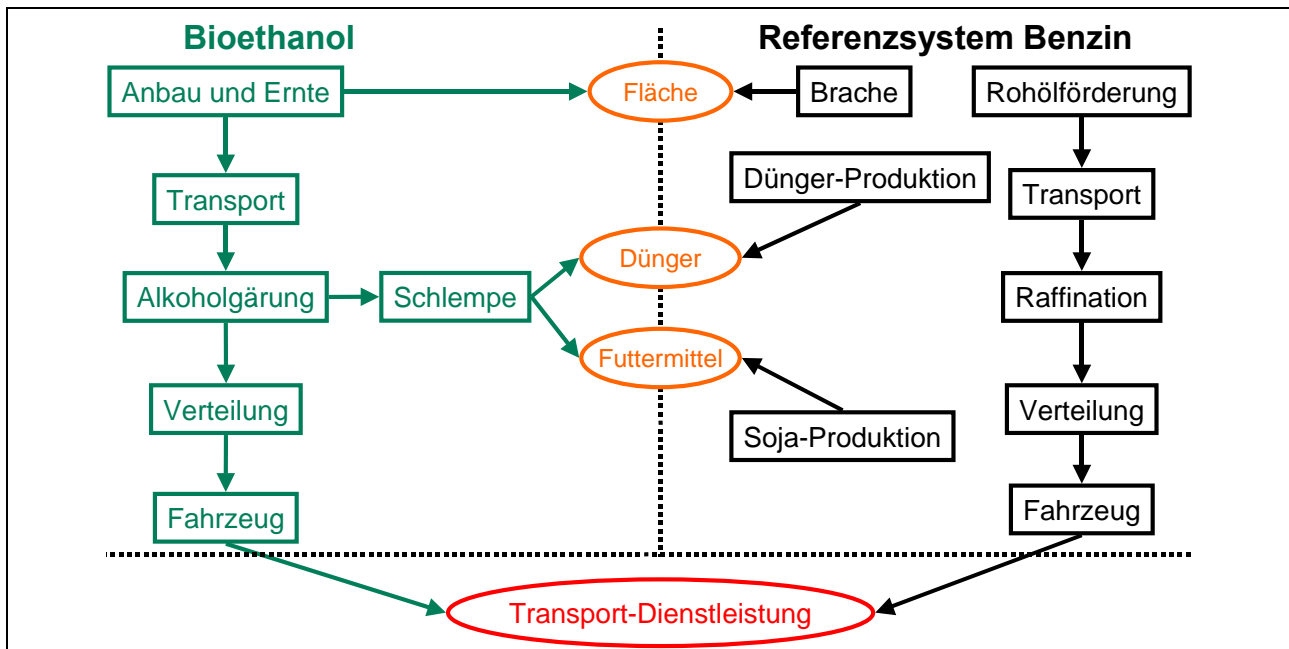 Bioethanol
Referenzsystem Benzin
Anbau und Ernte
Fläche
Brache
Rohölförderung
Transport
Dünger-Produktion
Transport
Dünger
Alkoholgärung
Schlempe
Raffination
Futtermittel
Verteilung
Soja-Produktion
Verteilung
Fahrzeug
Fahrzeug
Transport-Dienstleistung